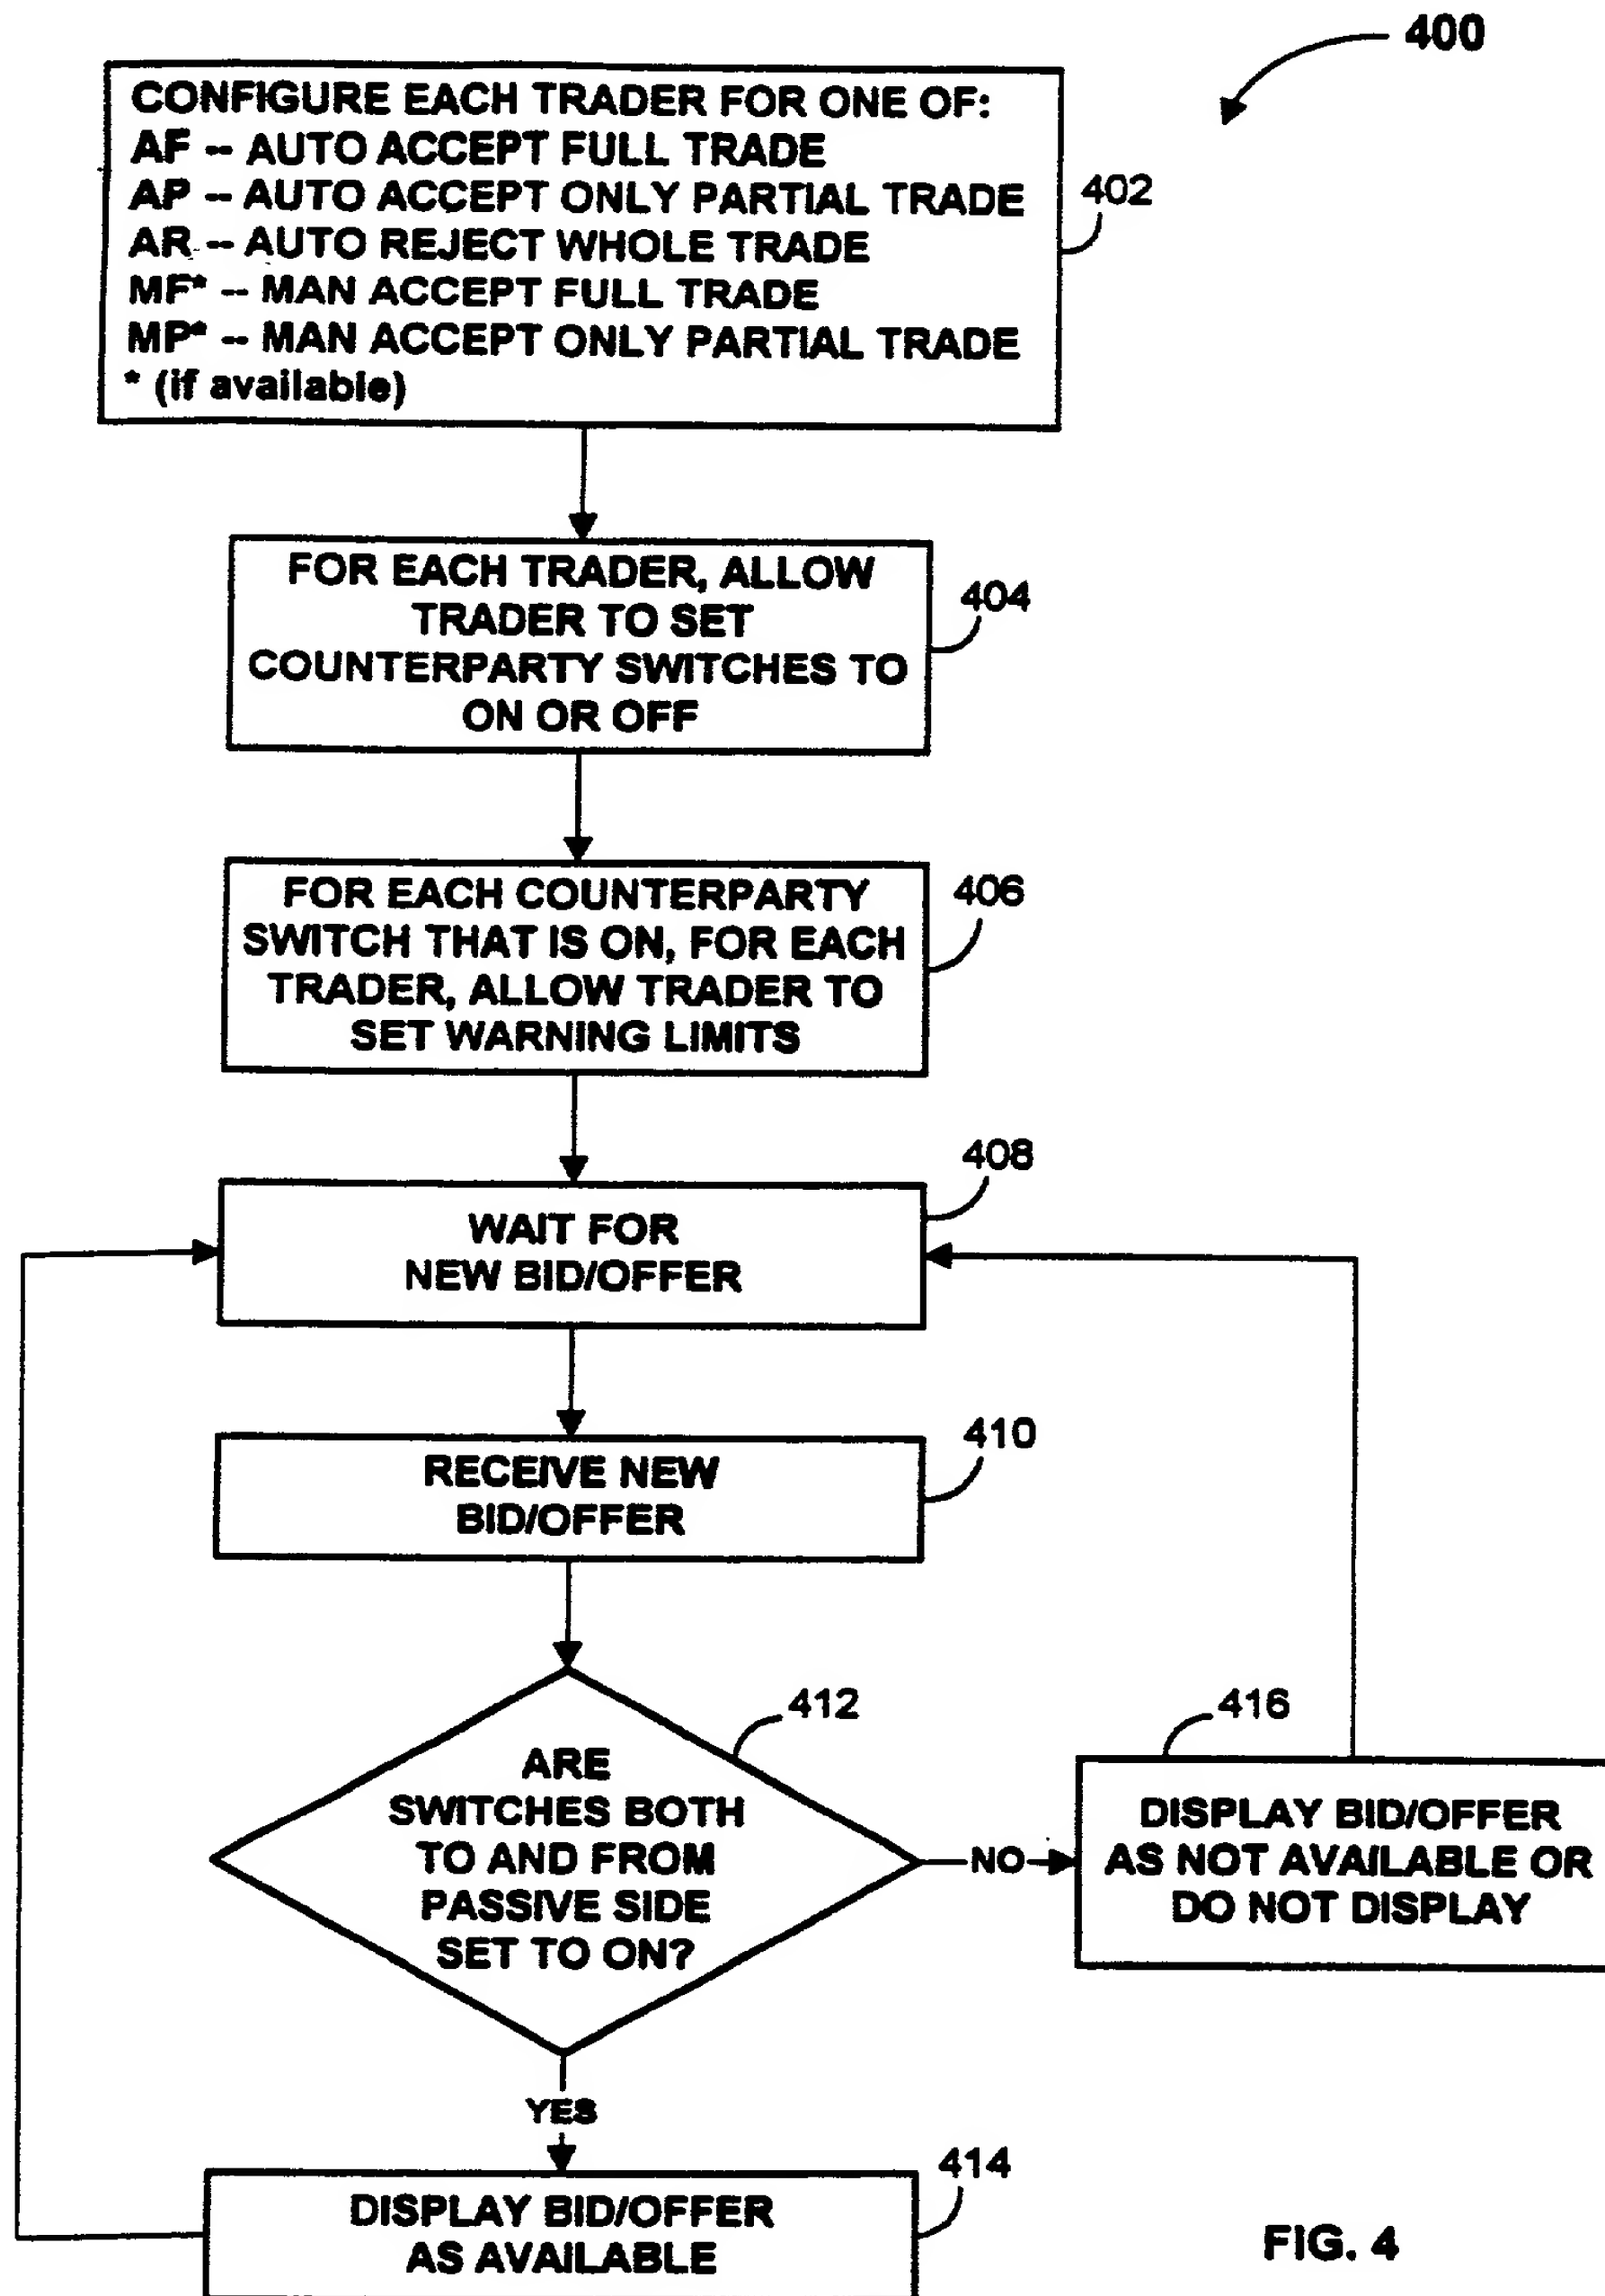 400
CONFIGURE EACH TRADER FOR ONE OF:
AF -- AUTO ACCEPT FULL TRADE
AP -- AUTO ACCEPT ONLY PARTIAL TRADE
AR -- AUTO REJECT WHOLE TRADE
MF* -- MAN ACCEPT FULL TRADE
MP* -- MAN ACCEPT ONLY PARTIAL TRADE
* (if available)
402
FOR EACH TRADER, ALLOW
TRADER TO SET
COUNTERPARTY SWITCHES TO
ON OR OFF
404
FOR EACH COUNTERPARTY
SWITCH THAT IS ON, FOR EACH
TRADER, ALLOW TRADER TO
SET WARNING LIMITS
406
408
WAIT FOR
NEW BID/OFFER
410
RECEIVE NEW
BID/OFFER
412
ARE
SWITCHES BOTH
TO AND FROM
PASSIVE SIDE
SET TO ON?
NO
416
DISPLAY BID/OFFER
AS NOT AVAILABLE OR
DO NOT DISPLAY
YES
414
DISPLAY BID/OFFER
AS AVAILABLE
FIG. 4